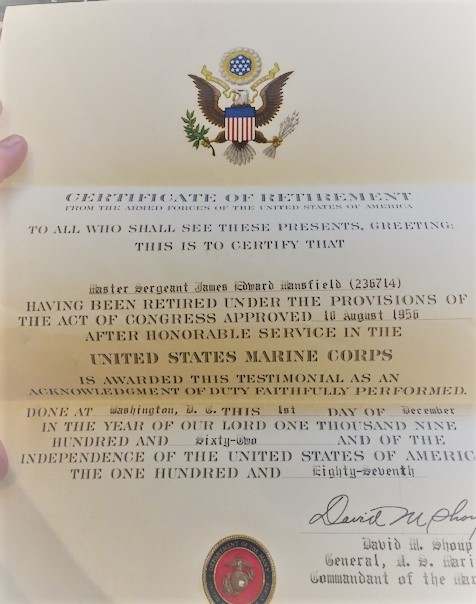 CERTIFICATE OF RETIREMENT
FROM THE ARMED FORCES OF THE UNITED STATES OF AMERICA
TO ALL WHO SHALL SEE THESE PRESENTS, GREETING:
THIS IS TO CERTIFY THAT
Master Sergeant James Edward Mansfield (236714)
HAVING BEEN RETIRED UNDER THE PROVISIONS OF
THE ACT OF CONGRESS APPROVED 10 August 1956
AFTER HONORABLE SERVICE IN THE
UNITED STATES MARINE CORPS
IS AWARDED THIS TESTIMONIAL AS AN
ACKNOWLEDGMENT OF DUTY FAITHFULLY PERFORMED.
DONE AT Washington, D. C. THIS 1st DAY OF December
IN THE YEAR OF OUR LORD ONE THOUSAND NINE
HUNDRED AND Sixty-Two AND OF THE
INDEPENDENCE OF THE UNITED STATES OF AMERIC
THE ONE HUNDRED AND Eighty-Seventh
David M Shou
David M. Shoup
General, U. S. Mari
Commandant of the Mar